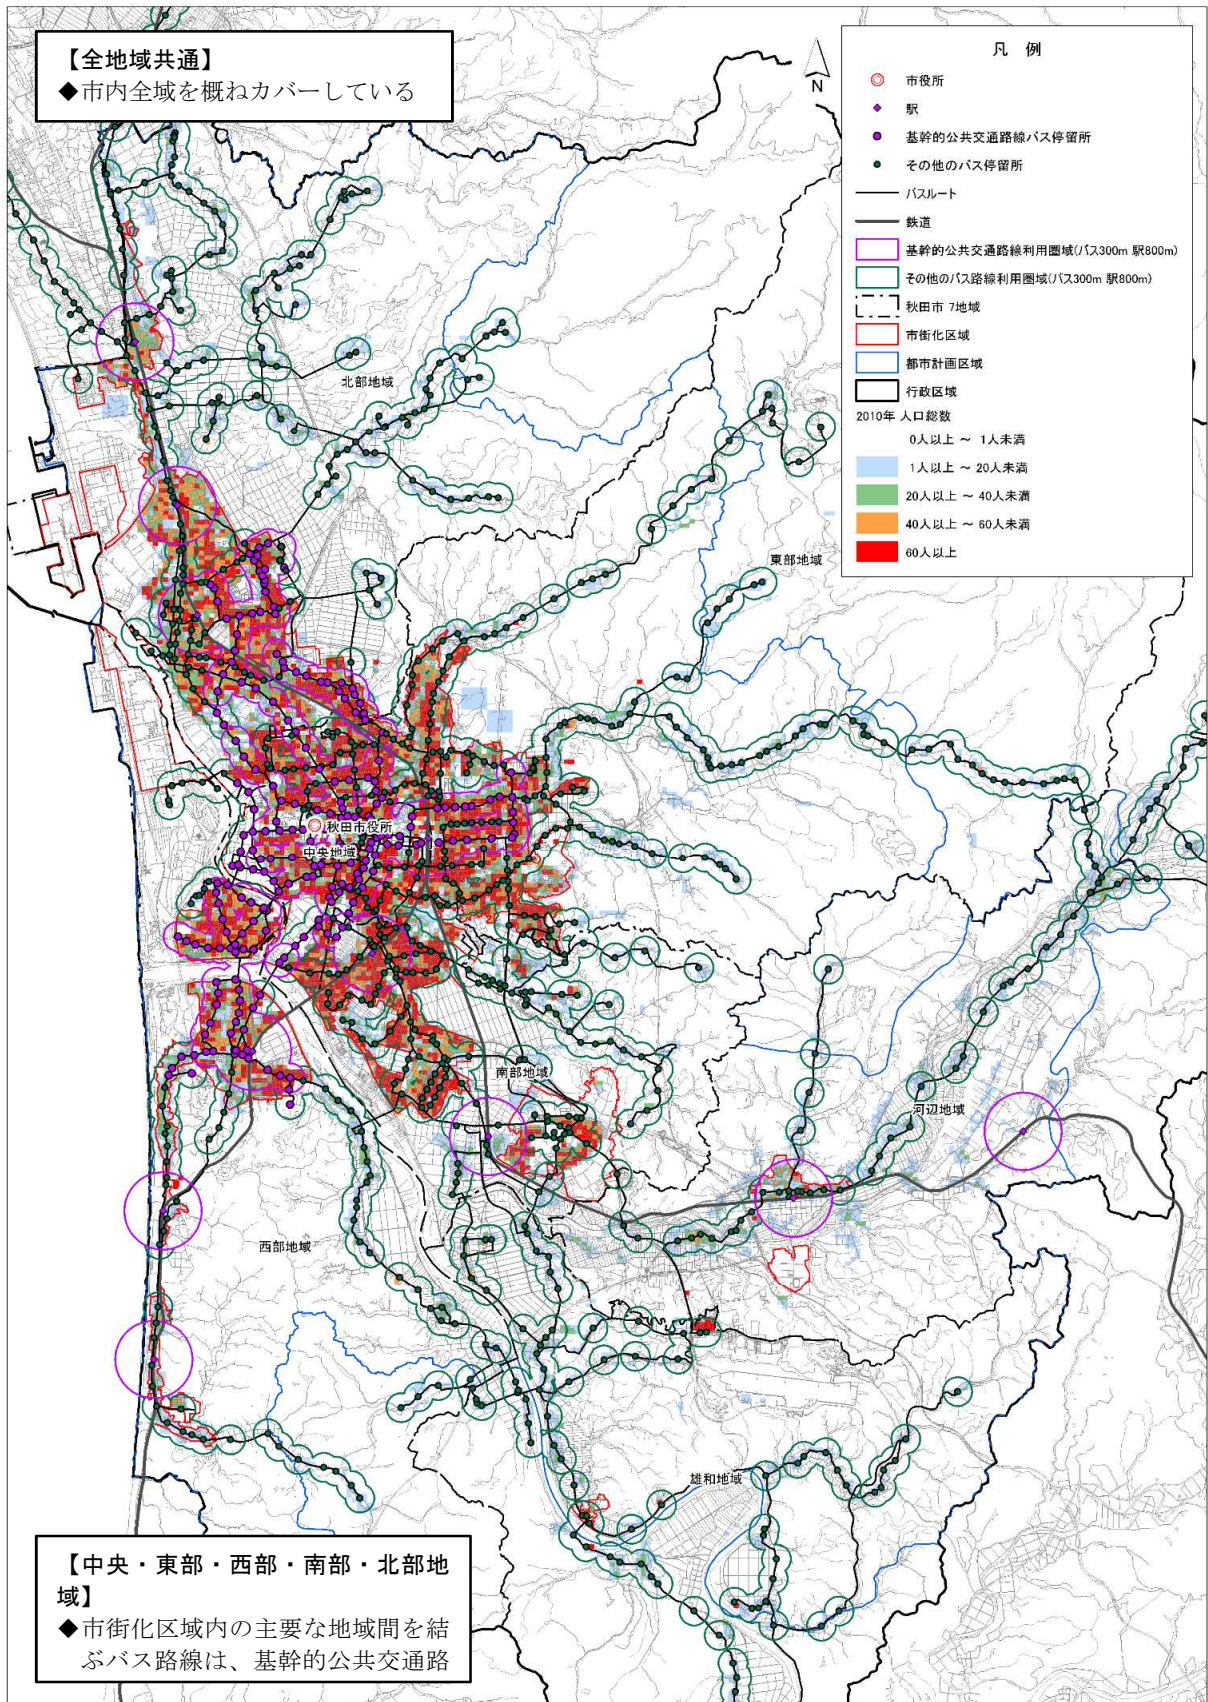 【全地域共通】
◆市内全域を概ねカバーしている
N
凡 例
市役所
駅
基幹的公共交通路線バス停留所
その他のバス停留所
バスルート
鉄道
基幹的公共交通路線利用圏域(バス300m 駅800m)
その他のバス路線利用圏域(バス300m 駅800m)
秋田市 7地域
市街化区域
都市計画区域
行政区域
2010年 人口総数
0人以上 ～ 1人未満
1人以上 ～ 20人未満
20人以上 ～ 40人未満
40人以上 ～ 60人未満
60人以上
北部地域
東部地域
秋田市役所
中央地域
南部地域
河辺地域
西部地域
雄和地域
【中央・東部・西部・南部・北部地
域】
◆市街化区域内の主要な地域間を結
ぶバス路線は、基幹的公共交通路